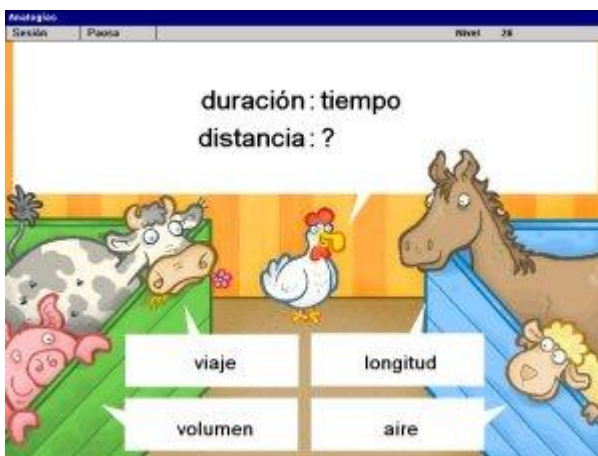 Analogías
Sesión Pausa Nivel 28
duración : tiempo
distancia : ?
viaje
longitud
volumen
aire